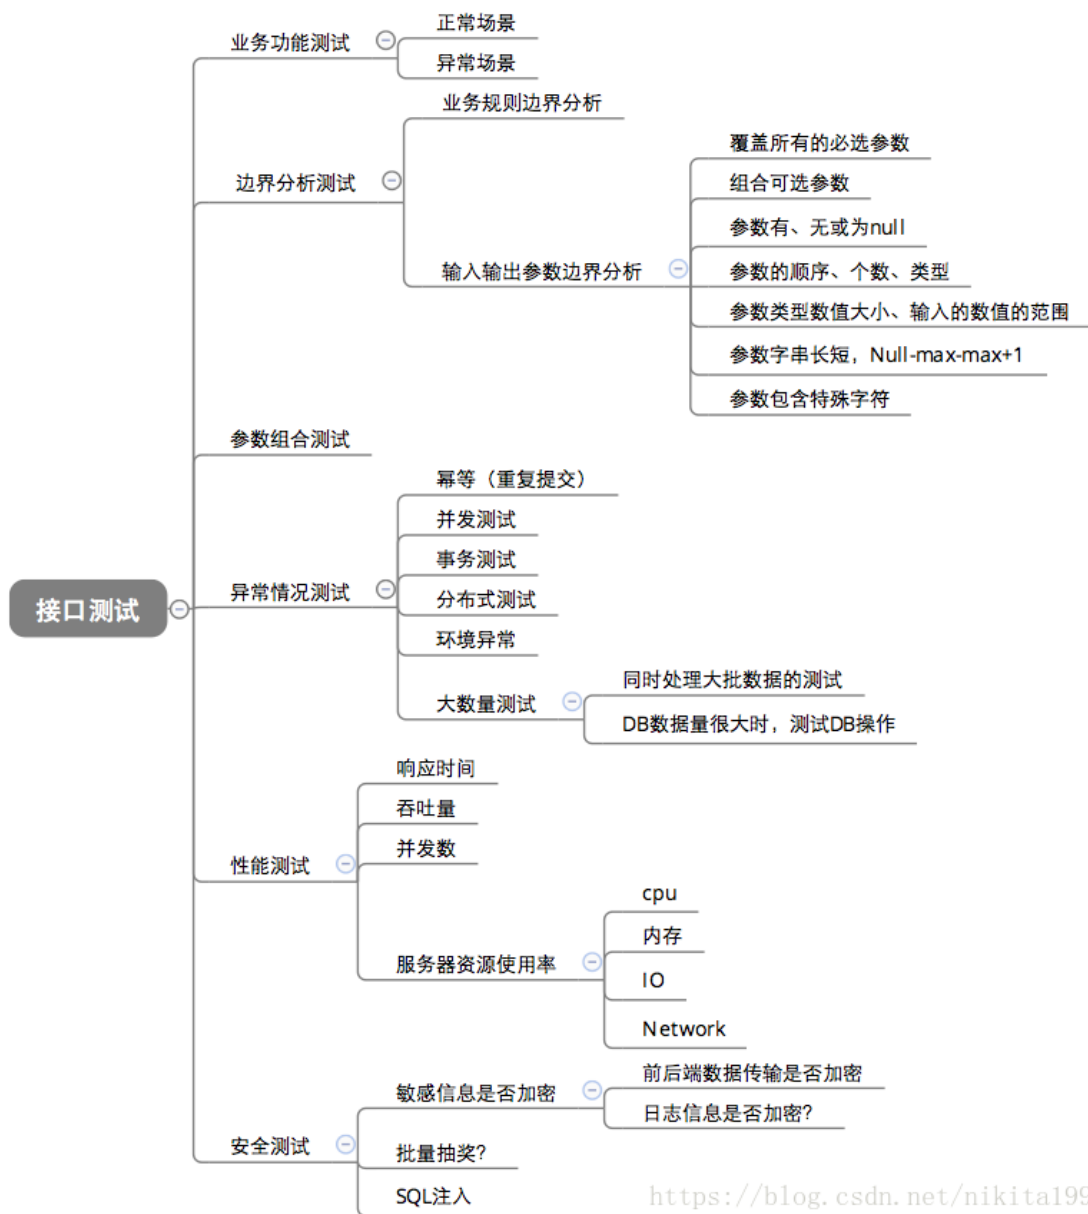 正常场景
业务功能测试
异常场景
业务规则边界分析
覆盖所有的必选参数
边界分析测试
组合可选参数
参数有、无或为null
输入输出参数边界分析
参数的顺序、个数、类型
参数类型数值大小、输入的数值的范围
参数字串长短，Null-max-max+1
参数包含特殊字符
参数组合测试
幂等（重复提交）
并发测试
事务测试
异常情况测试
分布式测试
接口测试
环境异常
同时处理大批数据的测试
大数量测试
DB数据量很大时，测试DB操作
响应时间
吞吐量
并发数
性能测试
cpu
内存
服务器资源使用率
IO
Network
前后端数据传输是否加密
敏感信息是否加密
日志信息是否加密?
安全测试
批量抽奖?
SQL注入
https://blog.csdn.net/nikita199